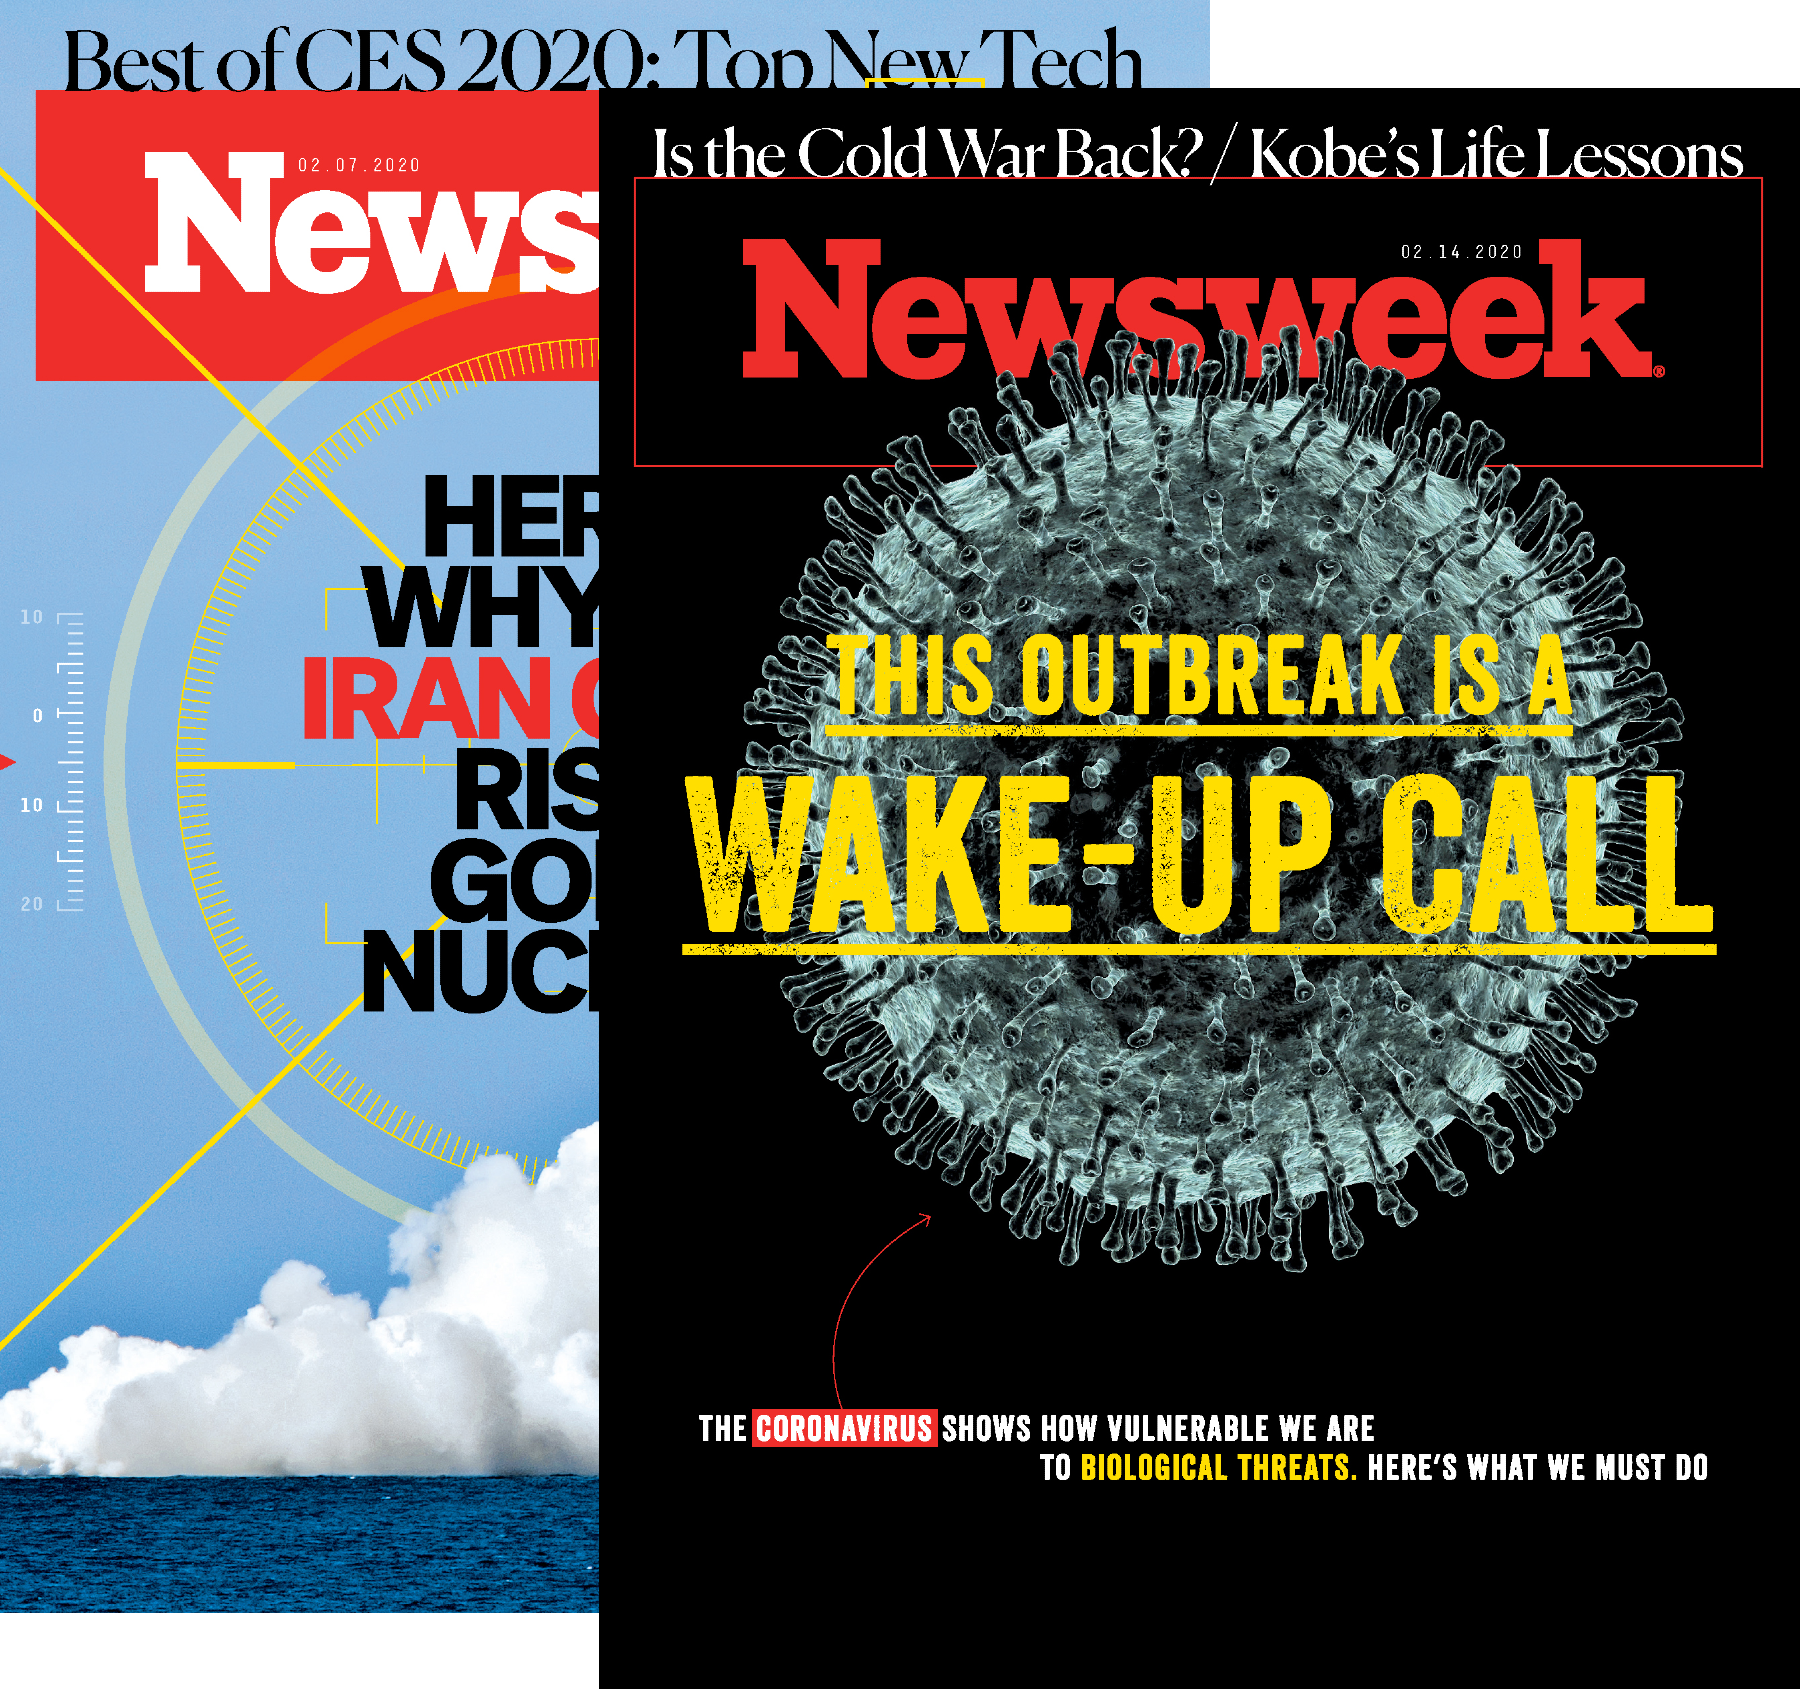 Best of CES 2020: Top New Tech
02.07.2020
News
HER
WHY
IRAN
RIS
GO
NUC
10
0
10
20
Is the Cold War Back? / Kobe's Life Lessons
02.14.2020
Newsweek®
THIS OUTBREAK IS A
WAKE-UP CALL
THE CORONAVIRUS SHOWS HOW VULNERABLE WE ARE
TO BIOLOGICAL THREATS. HERE'S WHAT WE MUST DO